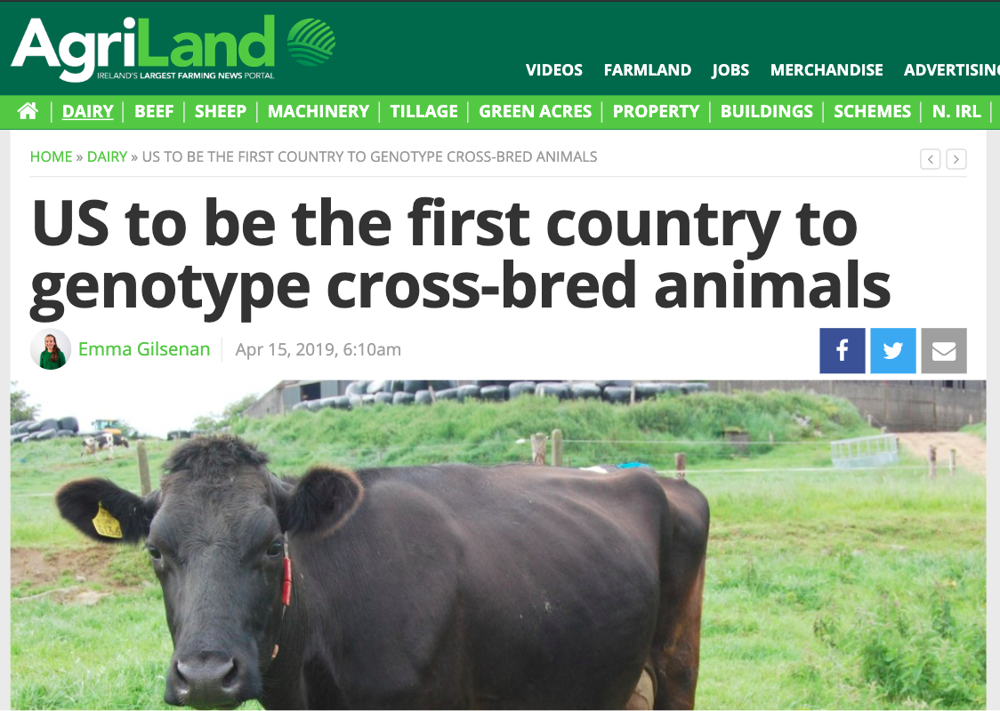 AgriLand
IRELAND'S LARGEST FARMING NEWS PORTAL
VIDEOS FARMLAND JOBS MERCHANDISE ADVERTISING
DAIRY BEEF SHEEP MACHINERY TILLAGE GREEN ACRES PROPERTY BUILDINGS SCHEMES N. IRL
HOME » DAIRY » US TO BE THE FIRST COUNTRY TO GENOTYPE CROSS-BRED ANIMALS
US to be the first country to
genotype cross-bred animals
Emma Gilsenan Apr 15, 2019, 6:10am